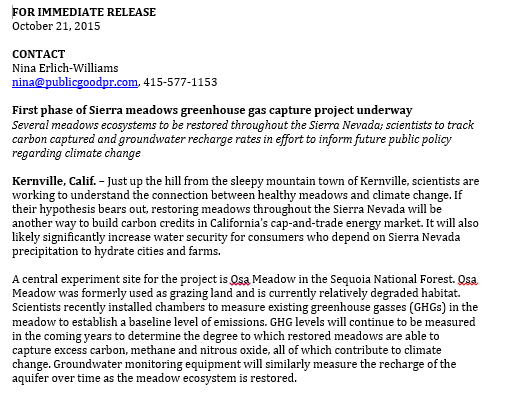 FOR IMMEDIATE RELEASE
October 21, 2015
CONTACT
Nina Erlich-Williams
nina@publicgoodpr.com, 415-577-1153
First phase of Sierra meadows greenhouse gas capture project underway
Several meadows ecosystems to be restored throughout the Sierra Nevada; scientists to track
carbon captured and groundwater recharge rates in effort to inform future public policy
regarding climate change
Kernville, Calif. – Just up the hill from the sleepy mountain town of Kernville, scientists are
working to understand the connection between healthy meadows and climate change. If
their hypothesis bears out, restoring meadows throughout the Sierra Nevada will be
another way to build carbon credits in California's cap-and-trade energy market. It will also
likely significantly increase water security for consumers who depend on Sierra Nevada
precipitation to hydrate cities and farms.
A central experiment site for the project is Osa Meadow in the Sequoia National Forest. Osa
Meadow was formerly used as grazing land and is currently relatively degraded habitat.
Scientists recently installed chambers to measure existing greenhouse gasses (GHGs) in the
meadow to establish a baseline level of emissions. GHG levels will continue to be measured
in the coming years to determine the degree to which restored meadows are able to
capture excess carbon, methane and nitrous oxide, all of which contribute to climate
change. Groundwater monitoring equipment will similarly measure the recharge of the
aquifer over time as the meadow ecosystem is restored.